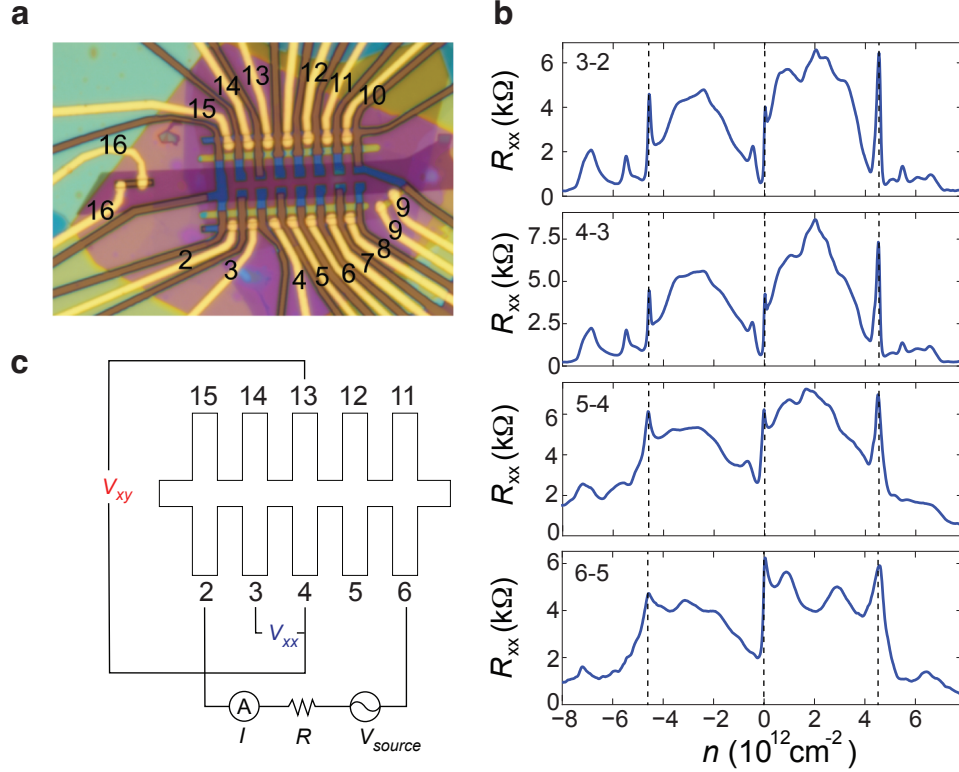 a
15
14
13
12
11
10
16
16
2
3
4
5
6
7
8
9
9
b
3-2
R_xx (kΩ)
6
4
2
0
4-3
R_xx (kΩ)
7.5
5.0
2.5
0
5-4
R_xx (kΩ)
6
4
2
0
6-5
R_xx (kΩ)
6
4
2
0
−8 −6 −4 −2 0 2 4 6
n (10^12 cm^-2)
c
15 14 13 12 11
V_xy
2 3 4 5 6
V_xx
A
I R V_source